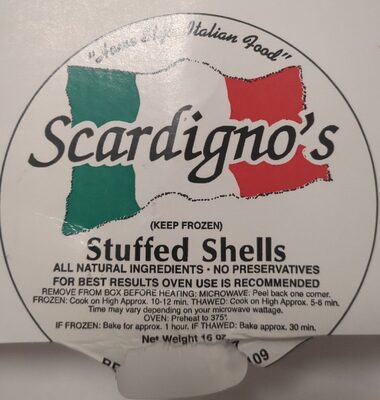 "Home Style Italian Food"
Scardigno's
(KEEP FROZEN)
Stuffed Shells
ALL NATURAL INGREDIENTS • NO PRESERVATIVES
FOR BEST RESULTS OVEN USE IS RECOMMENDED
REMOVE FROM BOX BEFORE HEATING: MICROWAVE: Peel back one corner.
FROZEN: Cook on High Approx. 10-12 min. THAWED: Cook on High Approx. 5-6 min.
Time may vary depending on your microwave wattage.
OVEN: Preheat to 375°.
IF FROZEN: Bake for approx. 1 hour. IF THAWED: Bake approx. 30 min.
Net Weight 16 oz.
109